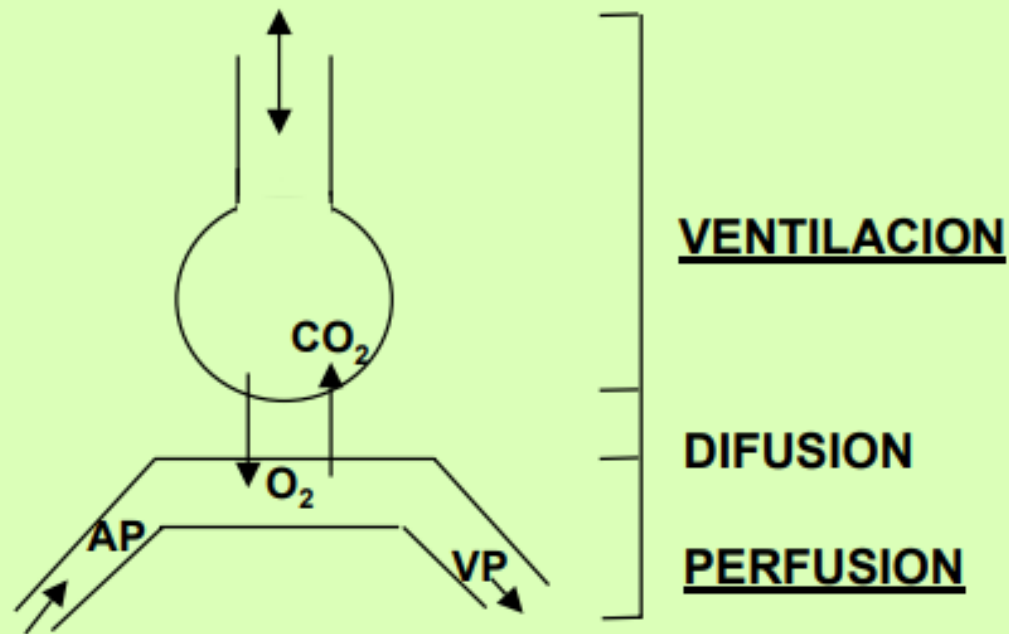 VENTILACION
CO₂
DIFUSION
O₂
AP
VP
PERFUSION